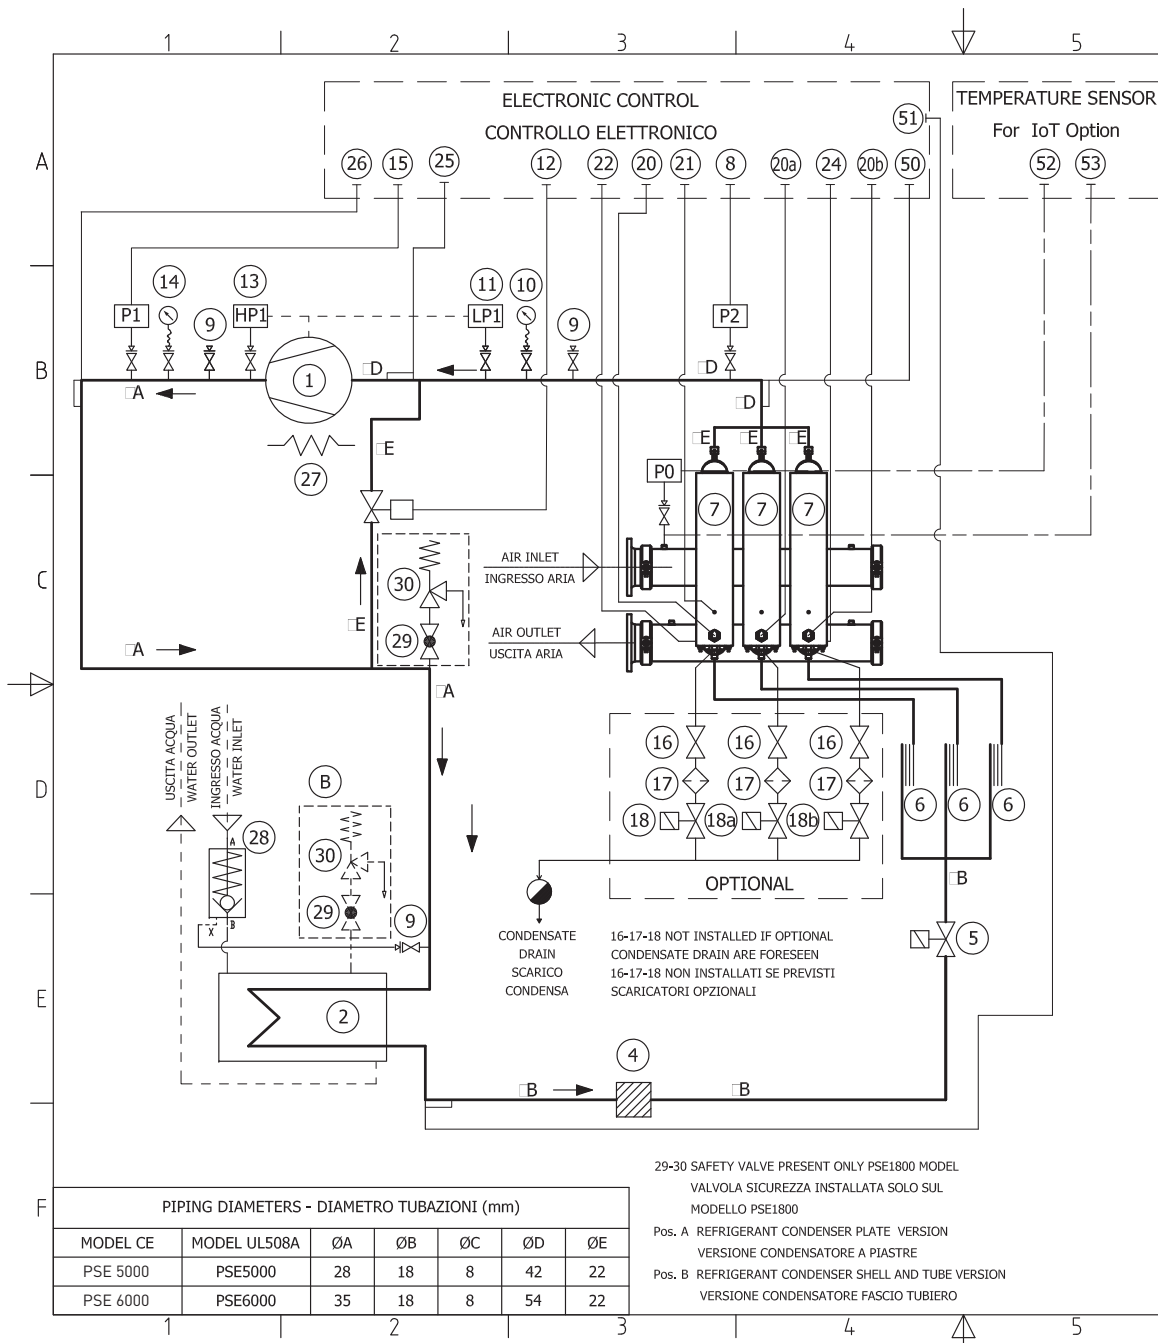 1 2 3 4 5
ELECTRONIC CONTROL
CONTROLLO ELETTRONICO
51
TEMPERATURE SENSOR
For IoT Option
A
26 15 25 12 22 20 21 8 20a 24 20b 50 52 53
14 13 11 10
P1 9 HP1 LP1 9 P2
B
1 □D □D
□A
□D
□E □E □E □E
27
P0
7 7 7
C
AIR INLET
INGRESSO ARIA
30
□E
AIR OUTLET
USCITA ARIA
29
□A
□A
USCITA ACQUA
WATER OUTLET
INGRESSO ACQUA
WATER INLET
16 16 16
B
17 17 17
D
6 6 6
18 18a 18b
28
A
30
OPTIONAL
□B
29
X B
9
CONDENSATE
DRAIN
SCARICO
CONDENSA
16-17-18 NOT INSTALLED IF OPTIONAL
CONDENSATE DRAIN ARE FORESEEN
16-17-18 NON INSTALLATI SE PREVISTI
SCARICATORI OPZIONALI
5
E
2
4
□B □B
29-30 SAFETY VALVE PRESENT ONLY PSE1800 MODEL
VALVOLA SICUREZZA INSTALLATA SOLO SUL
MODELLO PSE1800
Pos. A REFRIGERANT CONDENSER PLATE VERSION
VERSIONE CONDENSATORE A PIASTRE
Pos. B REFRIGERANT CONDENSER SHELL AND TUBE VERSION
VERSIONE CONDENSATORE FASCIO TUBIERO
F
PIPING DIAMETERS - DIAMETRO TUBAZIONI (mm)
MODEL CE MODEL UL508A ØA ØB ØC ØD ØE
PSE 5000 PSE5000 28 18 8 42 22
PSE 6000 PSE6000 35 18 8 54 22
1 2 3 4 5